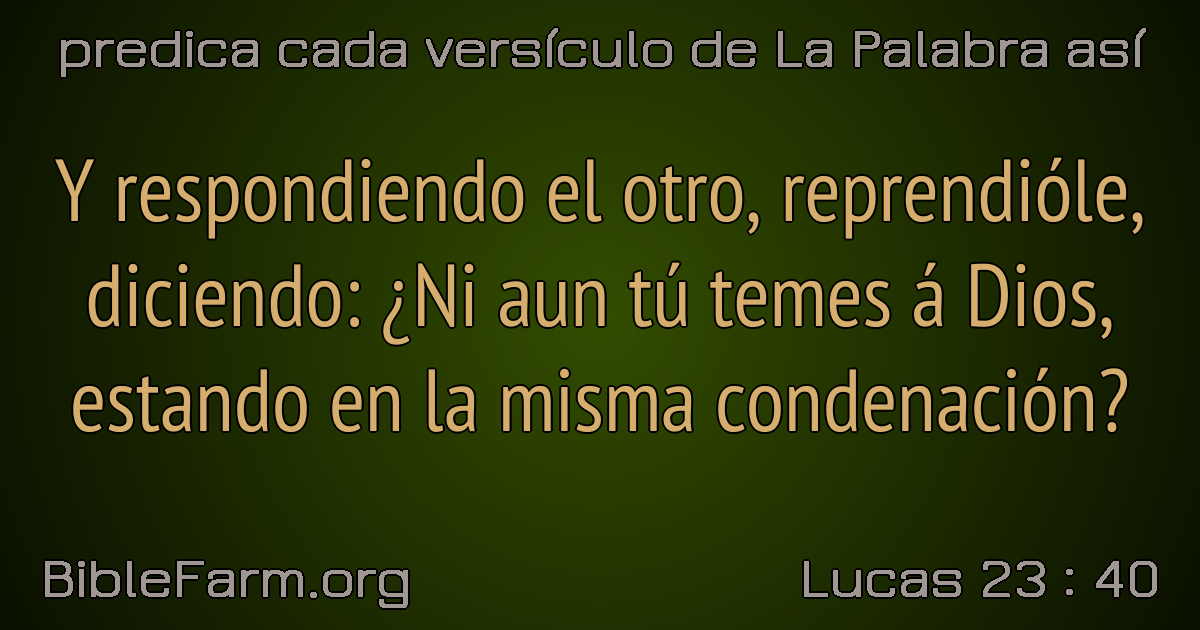 predica cada versículo de La Palabra así
Y respondiendo el otro, reprendióle,
diciendo: ¿Ni aun tú temes á Dios,
estando en la misma condenación?
BibleFarm.org
Lucas 23 : 40